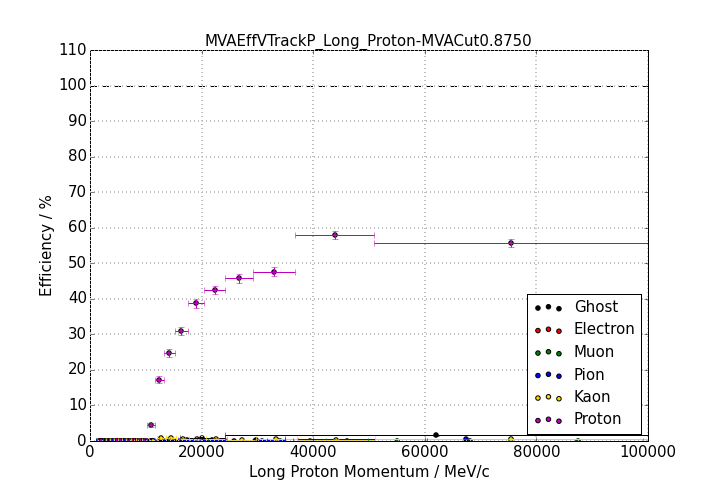 MVAEffVTrackP_Long_Proton-MVACut0.8750
110
100
90
80
70
60
50
40
30
20
10
0
Efficiency / %
Ghost
Electron
Muon
Pion
Kaon
Proton
0 20000 40000 60000 80000 100000
Long Proton Momentum / MeV/c